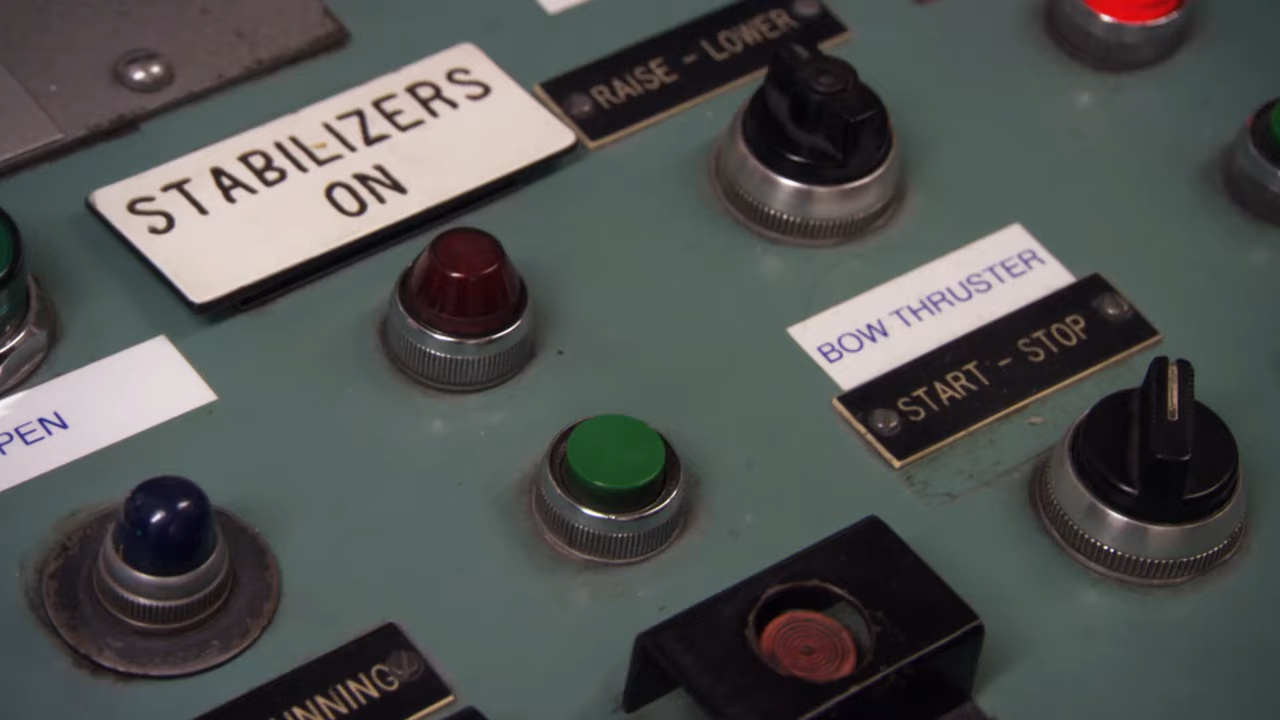 STABILIZERS
ON
RAISE - LOWER
BOW THRUSTER
START - STOP